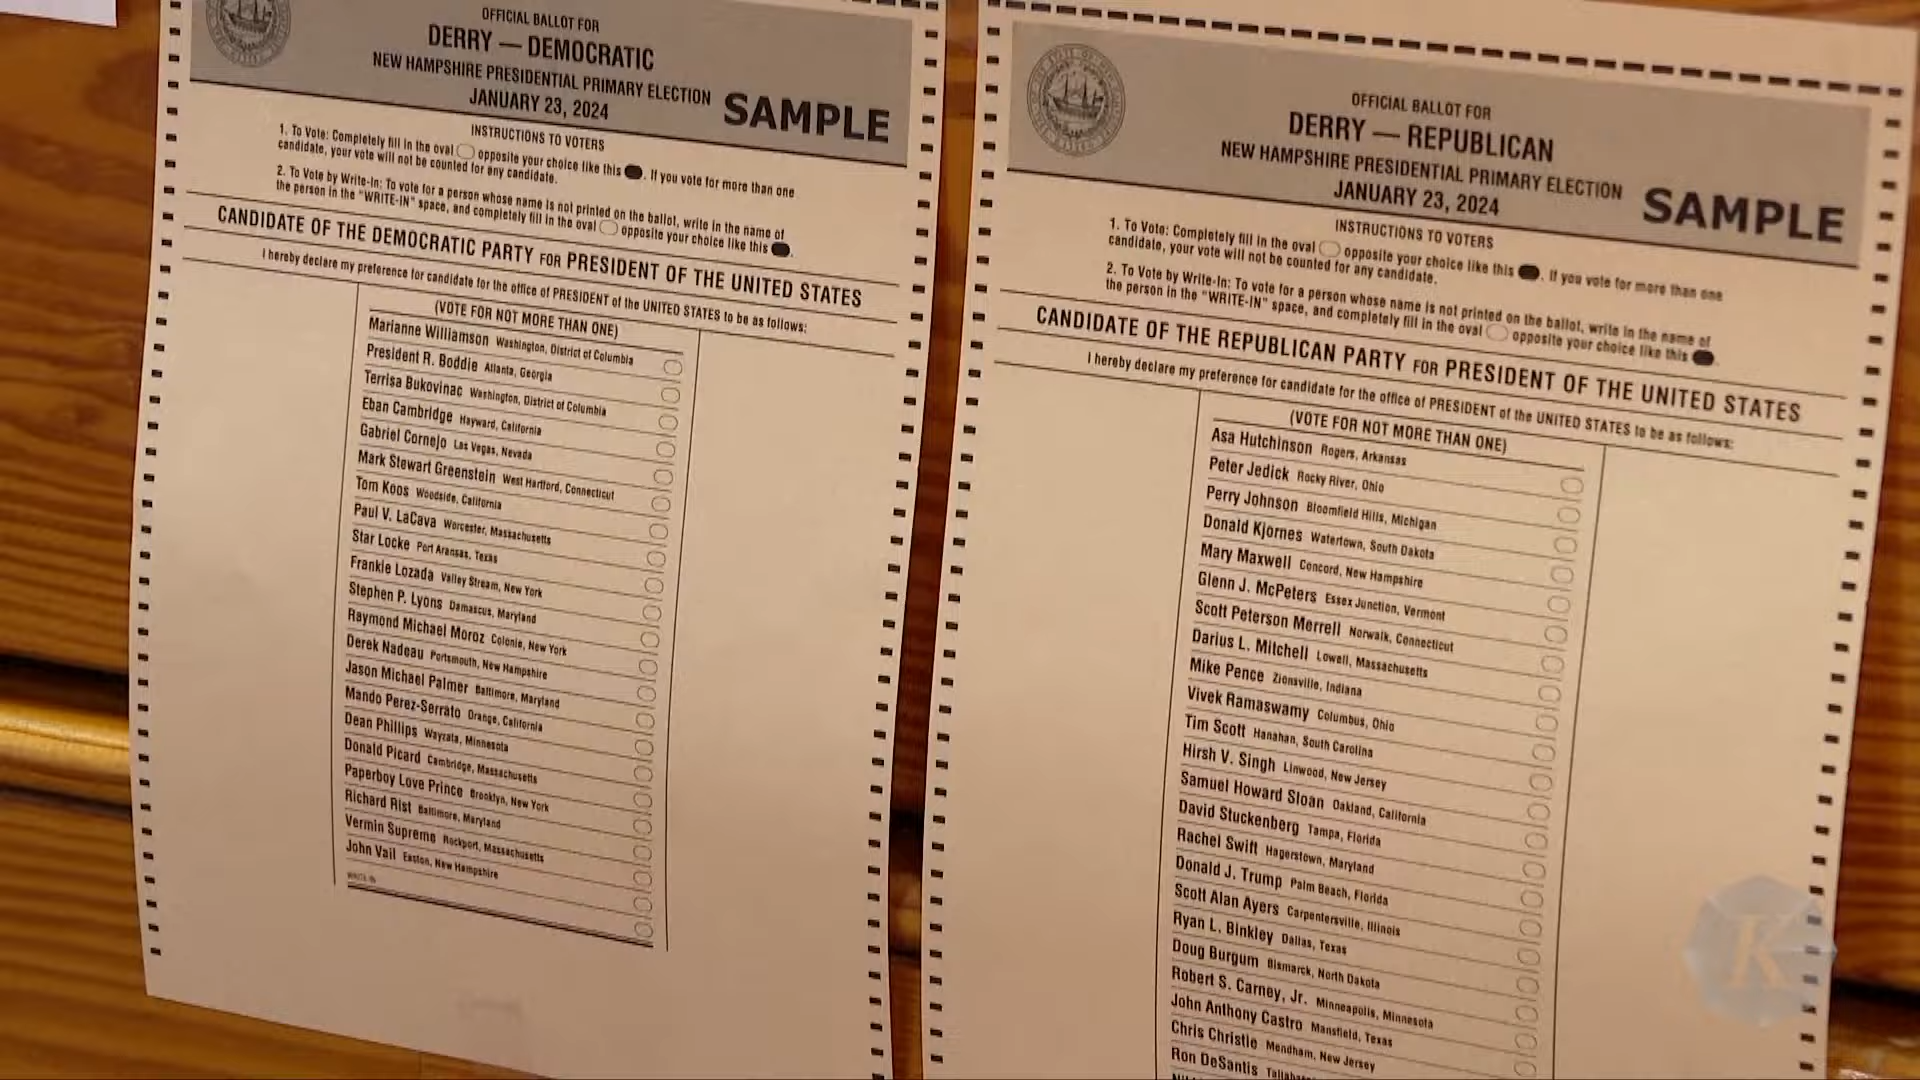 OFFICIAL BALLOT FOR
DERRY — DEMOCRATIC
NEW HAMPSHIRE PRESIDENTIAL PRIMARY ELECTION
JANUARY 23, 2024
SAMPLE
INSTRUCTIONS TO VOTERS
1. To Vote: Completely fill in the oval opposite your choice like this . If you vote for more than one
candidate, your vote will not be counted for any candidate.
2. To Vote by Write-In: To vote for a person whose name is not printed on the ballot, write in the name of
the person in the "WRITE-IN" space, and completely fill in the oval opposite your choice like this .
CANDIDATE OF THE DEMOCRATIC PARTY FOR PRESIDENT OF THE UNITED STATES
I hereby declare my preference for candidate for the office of PRESIDENT of the UNITED STATES to be as follows:
(VOTE FOR NOT MORE THAN ONE)
Marianne Williamson Washington, District of Columbia
President R. Boddie Atlanta, Georgia
Terrisa Bukovinac Washington, District of Columbia
Eban Cambridge Hayward, California
Gabriel Cornejo Las Vegas, Nevada
Mark Stewart Greenstein West Hartford, Connecticut
Tom Koos Woodside, California
Paul V. LaCava Worcester, Massachusetts
Star Locke Port Aransas, Texas
Frankie Lozada Valley Stream, New York
Stephen P. Lyons Damascus, Maryland
Raymond Michael Moroz Colonie, New York
Derek Nadeau Portsmouth, New Hampshire
Jason Michael Palmer Baltimore, Maryland
Mando Perez-Serrato Orange, California
Dean Phillips Wayzata, Minnesota
Donald Picard Cambridge, Massachusetts
Paperboy Love Prince Brooklyn, New York
Richard Rist Baltimore, Maryland
Vermin Supreme Rockport, Massachusetts
John Vail Easton, New Hampshire
WRITE-IN
OFFICIAL BALLOT FOR
DERRY — REPUBLICAN
NEW HAMPSHIRE PRESIDENTIAL PRIMARY ELECTION
JANUARY 23, 2024
SAMPLE
INSTRUCTIONS TO VOTERS
1. To Vote: Completely fill in the oval opposite your choice like this . If you vote for more than one
candidate, your vote will not be counted for any candidate.
2. To Vote by Write-In: To vote for a person whose name is not printed on the ballot, write in the name of
the person in the "WRITE-IN" space, and completely fill in the oval opposite your choice like this .
CANDIDATE OF THE REPUBLICAN PARTY FOR PRESIDENT OF THE UNITED STATES
I hereby declare my preference for candidate for the office of PRESIDENT of the UNITED STATES to be as follows:
(VOTE FOR NOT MORE THAN ONE)
Asa Hutchinson Rogers, Arkansas
Peter Jedick Rocky River, Ohio
Perry Johnson Bloomfield Hills, Michigan
Donald Kjornes Watertown, South Dakota
Mary Maxwell Concord, New Hampshire
Glenn J. McPeters Essex Junction, Vermont
Scott Peterson Merrell Norwalk, Connecticut
Darius L. Mitchell Lowell, Massachusetts
Mike Pence Zionsville, Indiana
Vivek Ramaswamy Columbus, Ohio
Tim Scott Hanahan, South Carolina
Hirsh V. Singh Linwood, New Jersey
Samuel Howard Sloan Oakland, California
David Stuckenberg Tampa, Florida
Rachel Swift Hagerstown, Maryland
Donald J. Trump Palm Beach, Florida
Scott Alan Ayers Carpentersville, Illinois
Ryan L. Binkley Dallas, Texas
Doug Burgum Bismarck, North Dakota
Robert S. Carney, Jr. Minneapolis, Minnesota
John Anthony Castro Mansfield, Texas
Chris Christie Mendham, New Jersey
Ron DeSantis
K